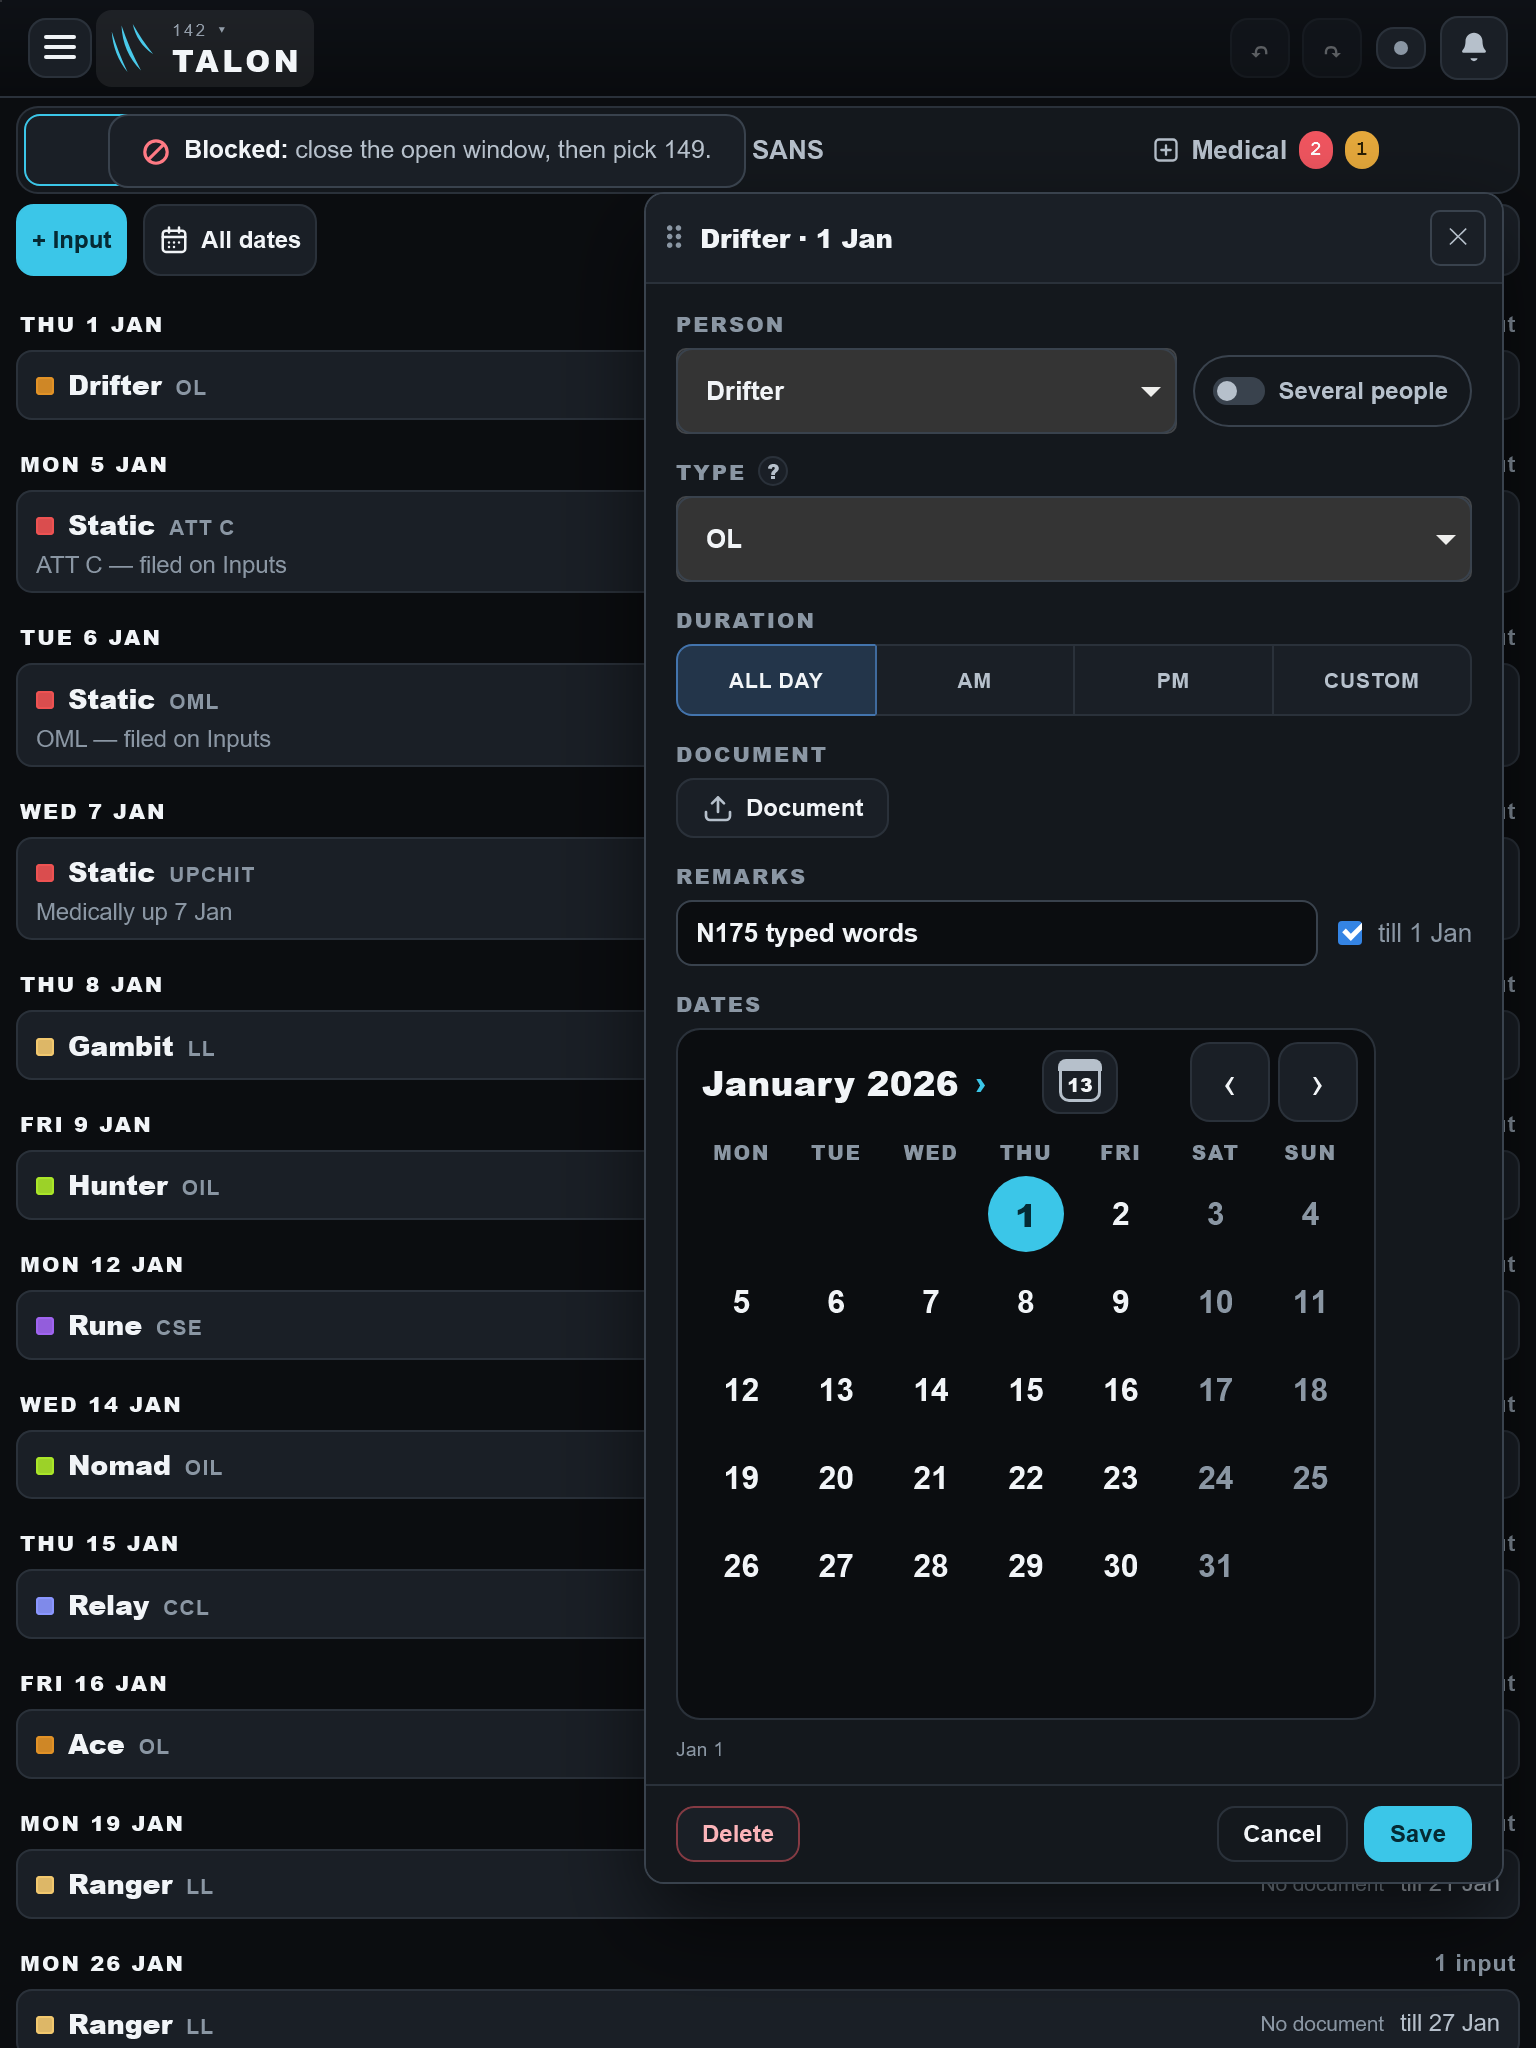 142 ▾
TALON
Blocked: close the open window, then pick 149.
SANS
Medical 2 1
+ Input
All dates
Drifter · 1 Jan
PERSON
Drifter
Several people
TYPE ?
OL
DURATION
ALL DAY AM PM CUSTOM
DOCUMENT
Document
REMARKS
N175 typed words
till 1 Jan
DATES
January 2026 ›
13
‹ ›
MON TUE WED THU FRI SAT SUN
1 2 3 4
5 6 7 8 9 10 11
12 13 14 15 16 17 18
19 20 21 22 23 24 25
26 27 28 29 30 31
Jan 1
Delete
Cancel
Save
THU 1 JAN
Drifter OL
MON 5 JAN
Static ATT C
ATT C — filed on Inputs
TUE 6 JAN
Static OML
OML — filed on Inputs
WED 7 JAN
Static UPCHIT
Medically up 7 Jan
THU 8 JAN
Gambit LL
FRI 9 JAN
Hunter OIL
MON 12 JAN
Rune CSE
WED 14 JAN
Nomad OIL
THU 15 JAN
Relay CCL
FRI 16 JAN
Ace OL
MON 19 JAN
Ranger LL
No document till 21 Jan
MON 26 JAN
1 input
Ranger LL
No document till 27 Jan